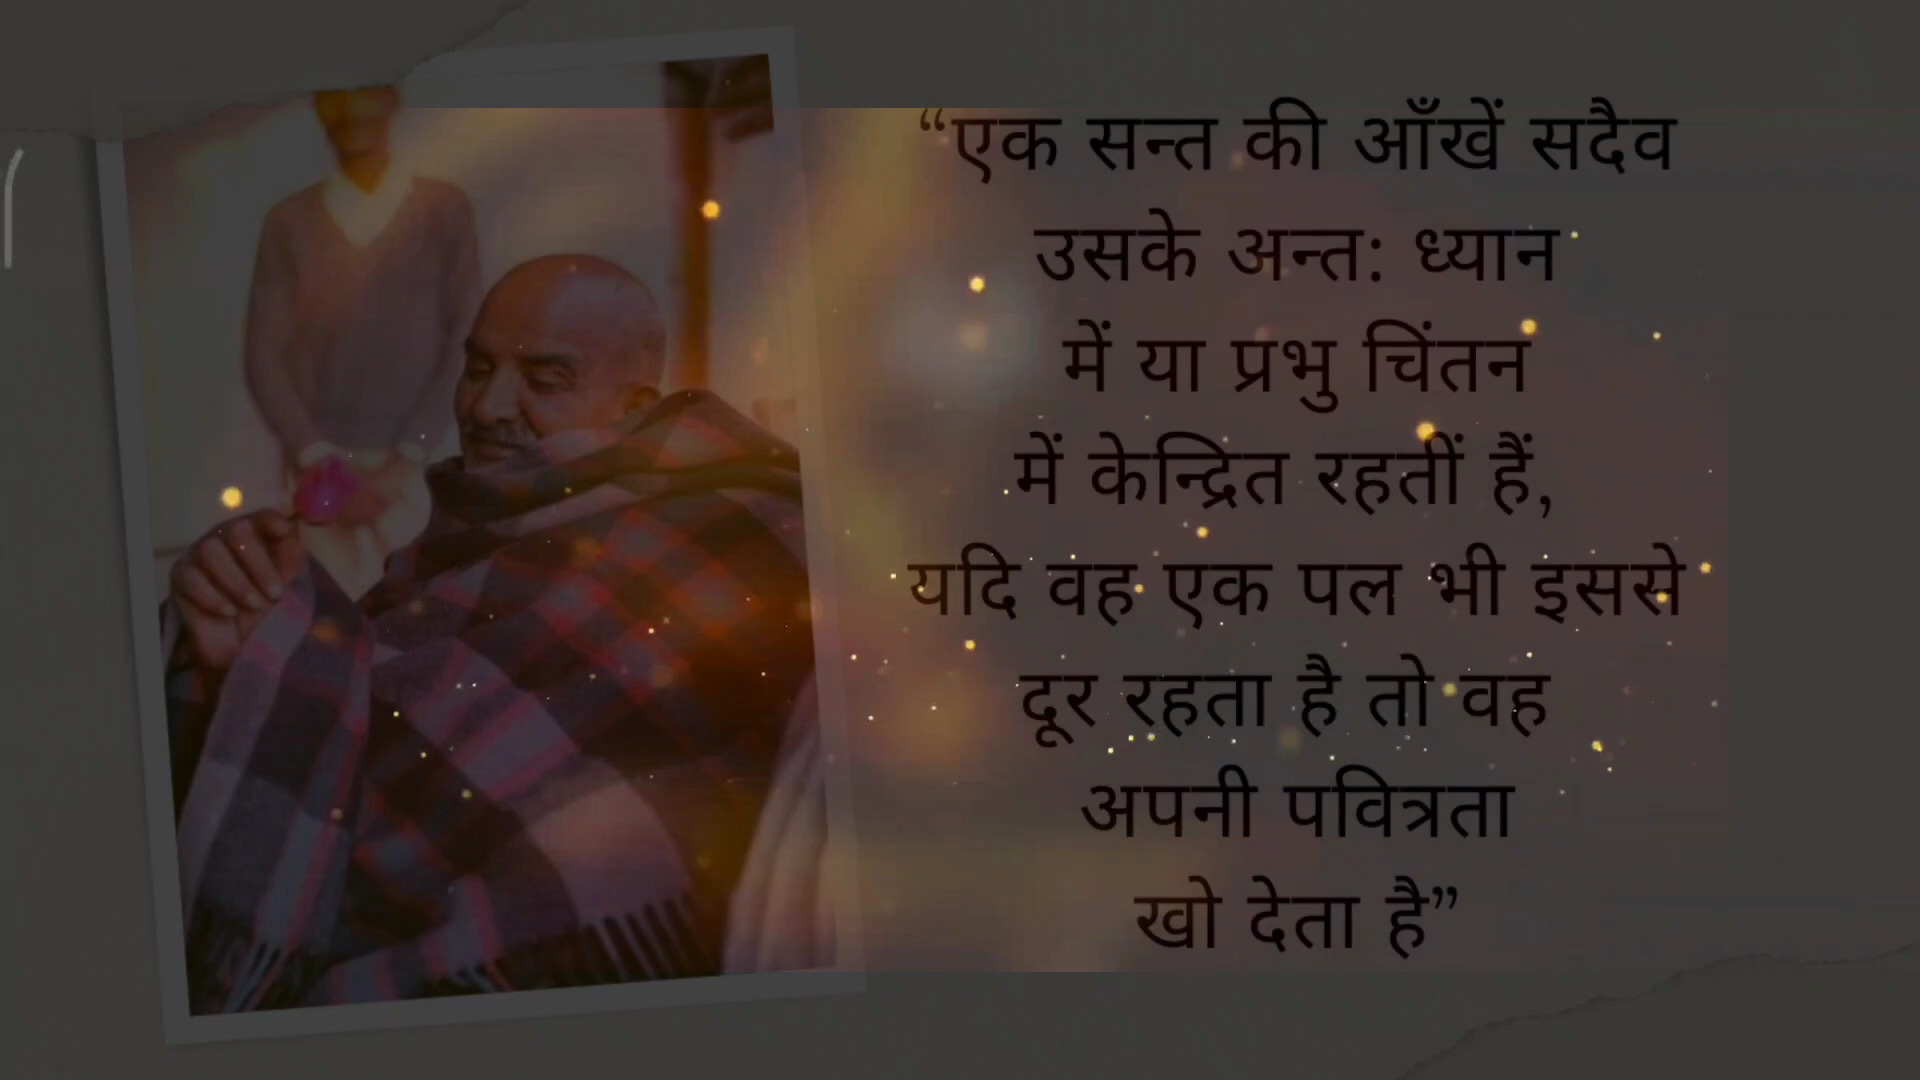 “एक सन्त की आँखें सदैव
उसके अन्त: ध्यान
में या प्रभु चिंतन
में केन्द्रित रहतीं हैं,
यदि वह एक पल भी इससे
दूर रहता है तो वह
अपनी पवित्रता
खो देता है”